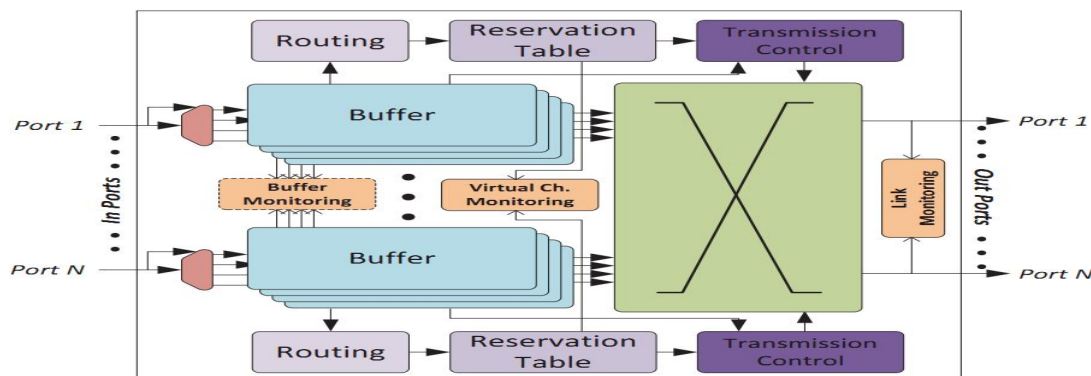 Routing
Reservation
Table
Transmission
Control
Buffer
Port 1
Port 1
In Ports
Buffer
Monitoring
Virtual Ch.
Monitoring
Link
Monitoring
Out Ports
Buffer
Port N
Port N
Routing
Reservation
Table
Transmission
Control